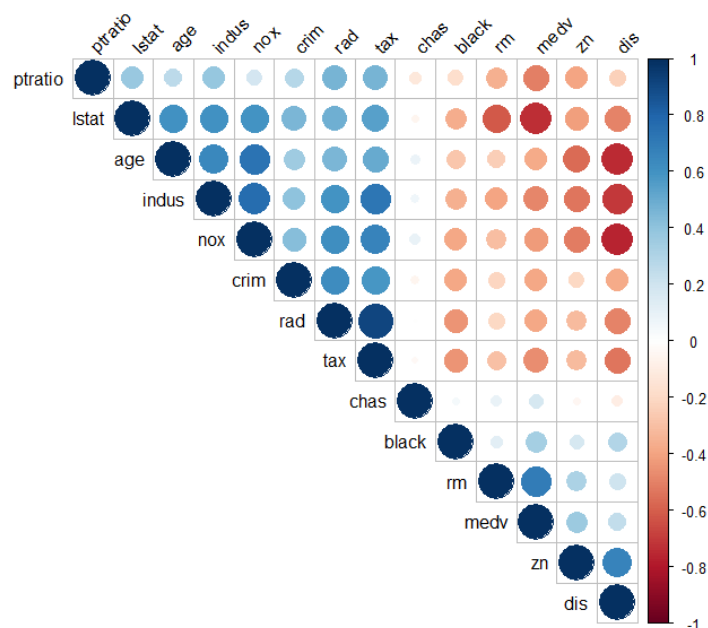 ptratio lstat age indus nox crim rad tax chas black rm medv zn dis
ptratio
lstat
age
indus
nox
crim
rad
tax
chas
black
rm
medv
zn
dis
1
0.8
0.6
0.4
0.2
0
-0.2
-0.4
-0.6
-0.8
-1